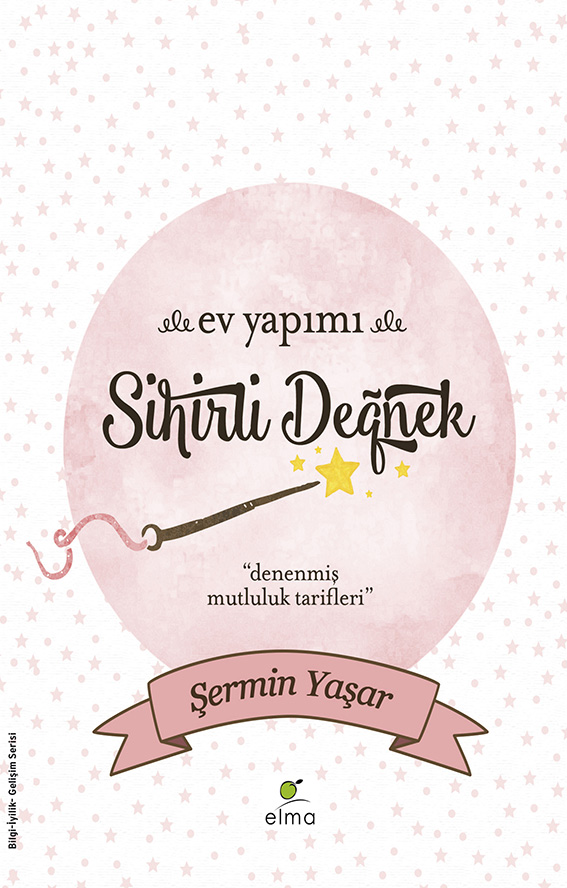 ev yapımı
Sihirli Değnek
“denenmiş
mutluluk tarifleri”
Şermin Yaşar
elma
Bilgi-İyilik- Gelişim Serisi